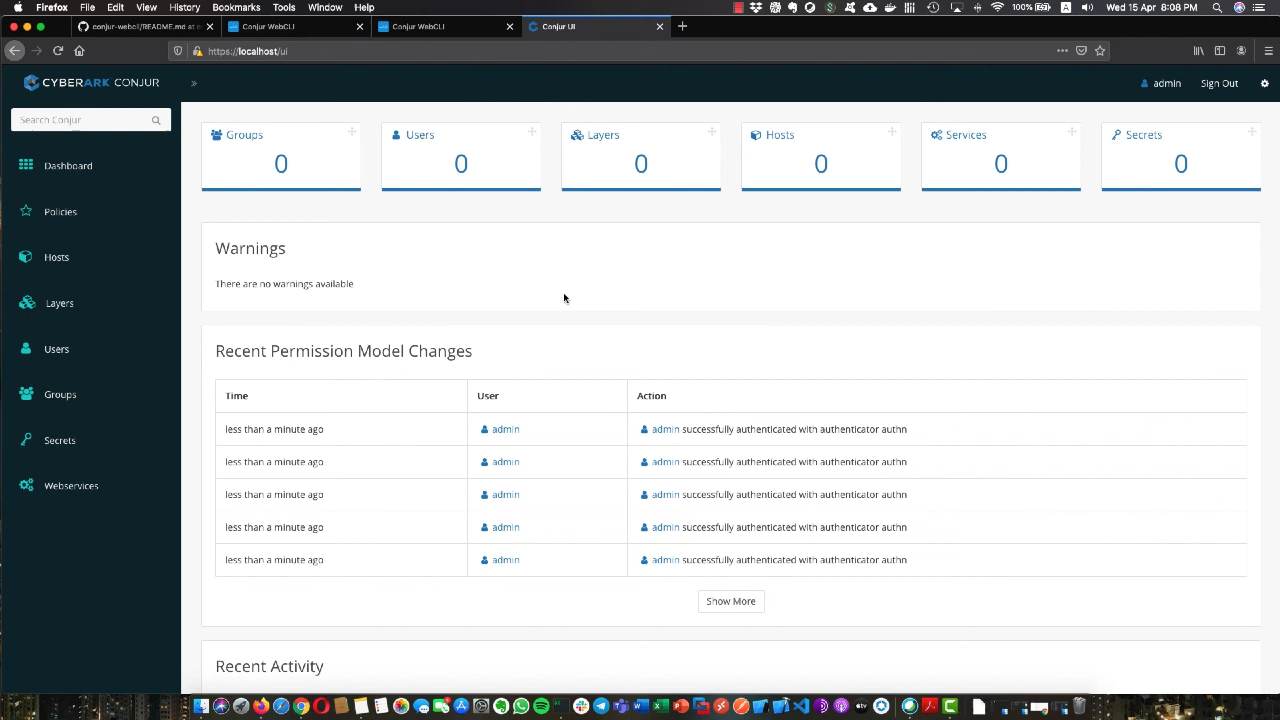 Firefox File Edit View History Bookmarks Tools Window Help 100% Wed 15 Apr 8:08 PM
conjur-webcli/README.md at m Conjur WebCLI Conjur WebCLI Conjur UI
https://localhost/ui
CYBERARK CONJUR » admin Sign Out
Search Conjur
Dashboard
Policies
Hosts
Layers
Users
Groups
Secrets
Webservices
Groups Users Layers Hosts Services Secrets
0 0 0 0 0 0
Warnings
There are no warnings available
Recent Permission Model Changes
Time User Action
less than a minute ago admin admin successfully authenticated with authenticator authn
less than a minute ago admin admin successfully authenticated with authenticator authn
less than a minute ago admin admin successfully authenticated with authenticator authn
less than a minute ago admin admin successfully authenticated with authenticator authn
less than a minute ago admin admin successfully authenticated with authenticator authn
Show More
Recent Activity